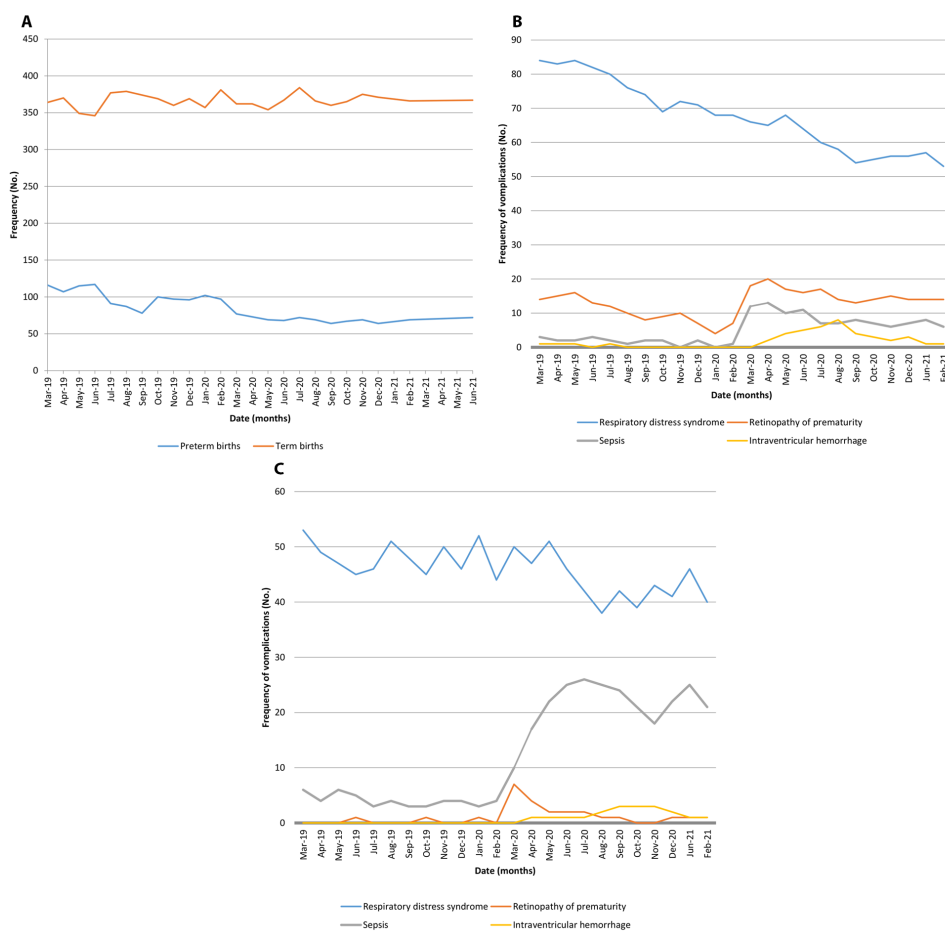 A
450
400
350
300
250
200
150
100
50
0
Frequency (No.)
Mar-19
Apr-19
May-19
Jun-19
Jul-19
Aug-19
Sep-19
Oct-19
Nov-19
Dec-19
Jan-20
Feb-20
Mar-20
Apr-20
May-20
Jun-20
Jul-20
Aug-20
Sep-20
Oct-20
Nov-20
Dec-20
Jan-21
Feb-21
Mar-21
Apr-21
May-21
Jun-21
Date (months)
Preterm births
Term births
B
90
80
70
60
50
40
30
20
10
0
Frequency of vomplications (No.)
Mar-19
Apr-19
May-19
Jun-19
Jul-19
Aug-19
Sep-19
Oct-19
Nov-19
Dec-19
Jan-20
Feb-20
Mar-20
Apr-20
May-20
Jun-20
Jul-20
Aug-20
Sep-20
Oct-20
Nov-20
Dec-20
Jun-21
Feb-21
Date (months)
Respiratory distress syndrome
Retinopathy of prematurity
Sepsis
Intraventricular hemorrhage
C
60
50
40
30
20
10
0
Frequency of vomplications (No.)
Mar-19
Apr-19
May-19
Jun-19
Jul-19
Aug-19
Sep-19
Oct-19
Nov-19
Dec-19
Jan-20
Feb-20
Mar-20
Apr-20
May-20
Jun-20
Jul-20
Aug-20
Sep-20
Oct-20
Nov-20
Dec-20
Jun-21
Feb-21
Date (months)
Respiratory distress syndrome
Retinopathy of prematurity
Sepsis
Intraventricular hemorrhage